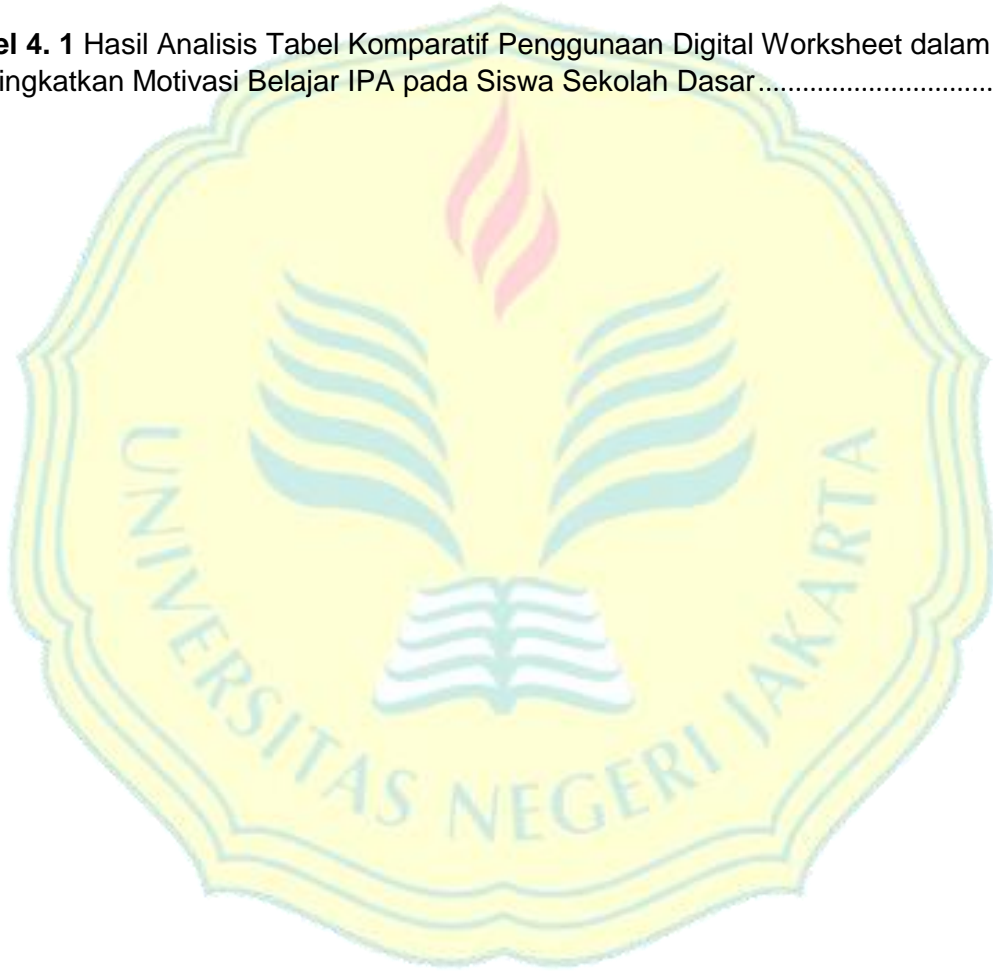 el 4. 1 Hasil Analisis Tabel Komparatif Penggunaan Digital Worksheet dalam
ingkatkan Motivasi Belajar IPA pada Siswa Sekolah Dasar................................
UNIVERSITAS NEGERI JAKARTA